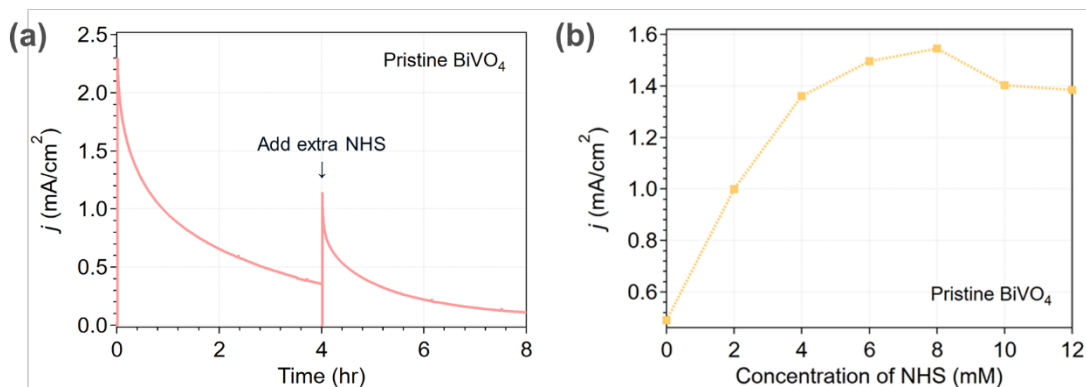 (a)
2.5
2.0
1.5
1.0
0.5
0.0
j (mA/cm²)
Pristine BiVO₄
Add extra NHS
↓
0 2 4 6 8
Time (hr)
(b)
1.6
1.4
1.2
1.0
0.8
0.6
j (mA/cm²)
Pristine BiVO₄
0 2 4 6 8 10 12
Concentration of NHS (mM)